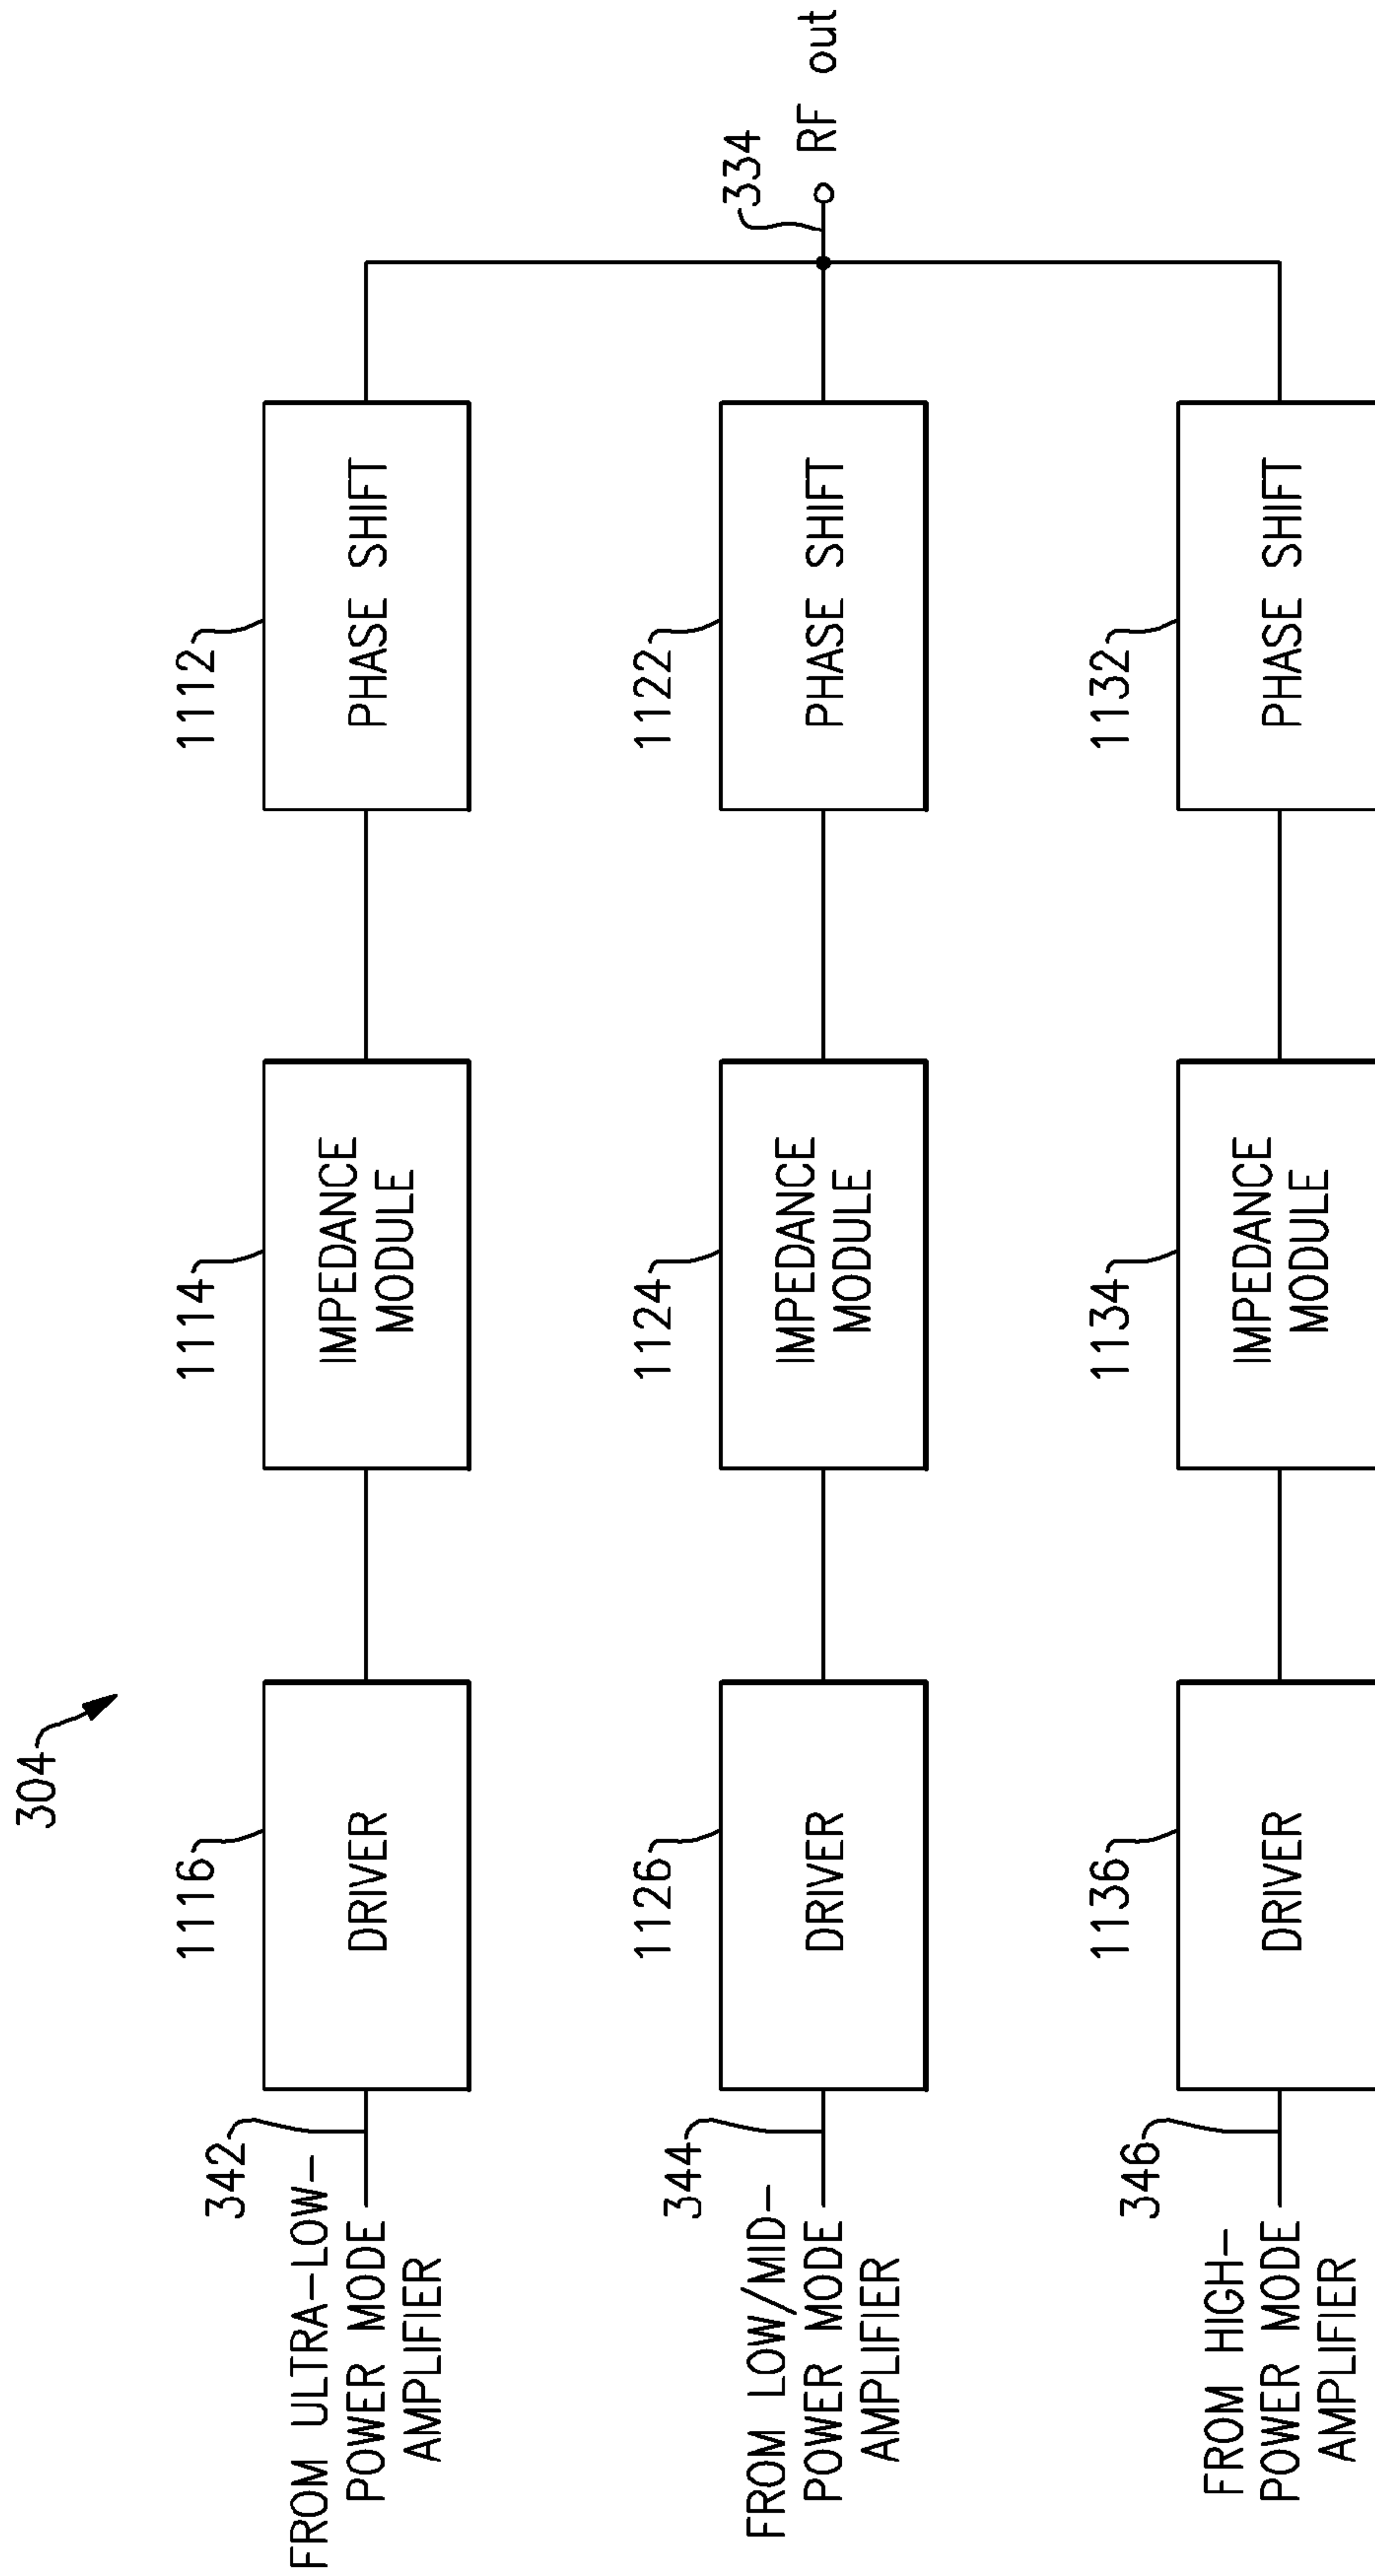 304
FROM ULTRA-LOW-
POWER MODE
AMPLIFIER
342
1116
DRIVER
1114
IMPEDANCE
MODULE
1112
PHASE SHIFT
FROM LOW/MID-
POWER MODE
AMPLIFIER
344
1126
DRIVER
1124
IMPEDANCE
MODULE
1122
PHASE SHIFT
334
RF out
FROM HIGH-
POWER MODE
AMPLIFIER
346
1136
DRIVER
1134
IMPEDANCE
MODULE
1132
PHASE SHIFT